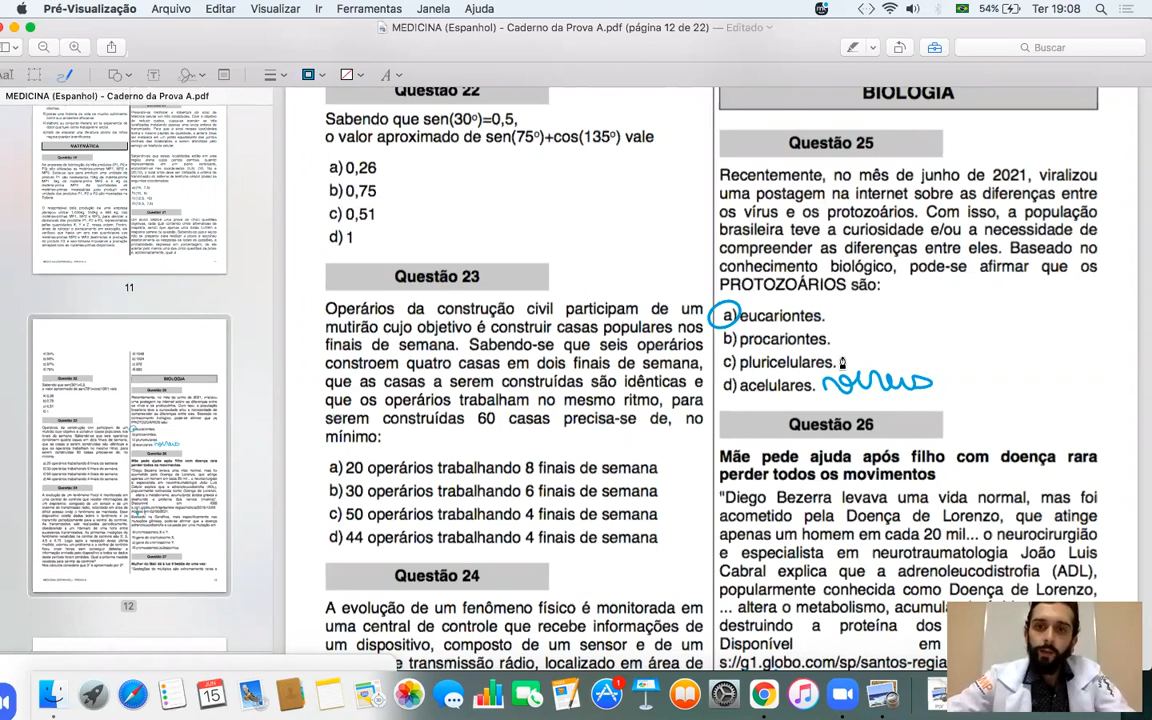 Pré-Visualização Arquivo Editar Visualizar Ir Ferramentas Janela Ajuda 54% Ter 19:08
MEDICINA (Espanhol) - Caderno da Prova A.pdf (página 12 de 22) — Editado
Buscar
MEDICINA (Espanhol) - Caderno da Prova A.pdf
MATEMÁTICA
11
BIOLOGIA
12
Questão 22
Sabendo que sen(30º)=0,5,
o valor aproximado de sen(75º)+cos(135º) vale
a) 0,26
b) 0,75
c) 0,51
d) 1
Questão 23
Operários da construção civil participam de um
mutirão cujo objetivo é construir casas populares nos
finais de semana. Sabendo-se que seis operários
constroem quatro casas em dois finais de semana,
que as casas a serem construídas são idênticas e
que os operários trabalham no mesmo ritmo, para
serem construídas 60 casas precisa-se de, no
mínimo:
a) 20 operários trabalhando 8 finais de semana
b) 30 operários trabalhando 6 finais de semana
c) 50 operários trabalhando 4 finais de semana
d) 44 operários trabalhando 4 finais de semana
Questão 24
A evolução de um fenômeno físico é monitorada em
uma central de controle que recebe informações de
um dispositivo, composto de um sensor e de um
e transmissão rádio, localizado em área de
BIOLOGIA
Questão 25
Recentemente, no mês de junho de 2021, viralizou
uma postagem na internet sobre as diferenças entre
os vírus e os protozoários. Com isso, a população
brasileira teve a curiosidade e/ou a necessidade de
compreender as diferenças entre eles. Baseado no
conhecimento biológico, pode-se afirmar que os
PROTOZOÁRIOS são:
a) eucariontes.
b) procariontes.
c) pluricelulares.
d) acelulares.
Questão 26
Mãe pede ajuda após filho com doença rara
perder todos os movimentos
"Diego Bezerra levava uma vida normal, mas foi
acometido pela Doença de Lorenzo, que atinge
apenas um homem em cada 20 mil... o neurocirurgião
e especialista em neurotraumatologia João Luis
Cabral explica que a adrenoleucodistrofia (ADL),
popularmente conhecida como Doença de Lorenzo,
... altera o metabolismo, acumula
destruindo a proteína dos
Disponível em
s://g1.globo.com/sp/santos-regia
JUN
15
1